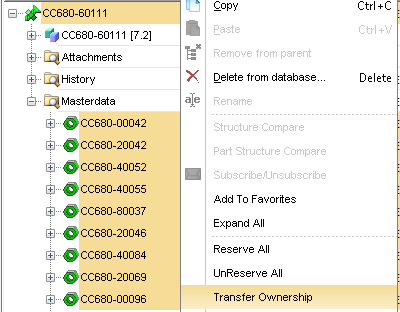 CC680-60111
CC680-60111 [7.2]
Attachments
History
Masterdata
CC680-00042
CC680-20042
CC680-40052
CC680-40055
CC680-80037
CC680-20046
CC680-40084
CC680-20069
CC680-00096
Copy Ctrl+C
Paste Ctrl+V
Remove from parent
Delete from database... Delete
Rename
Structure Compare
Part Structure Compare
Subscribe/Unsubscribe
Add To Favorites
Expand All
Reserve All
UnReserve All
Transfer Ownership